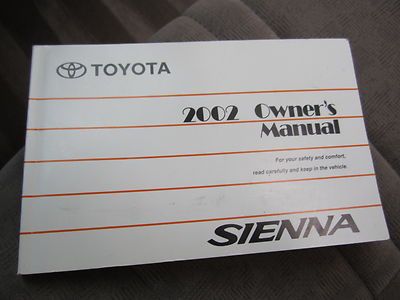 TOYOTA
2002 Owner's
Manual
For your safety and comfort,
read carefully and keep in the vehicle.
SIENNA